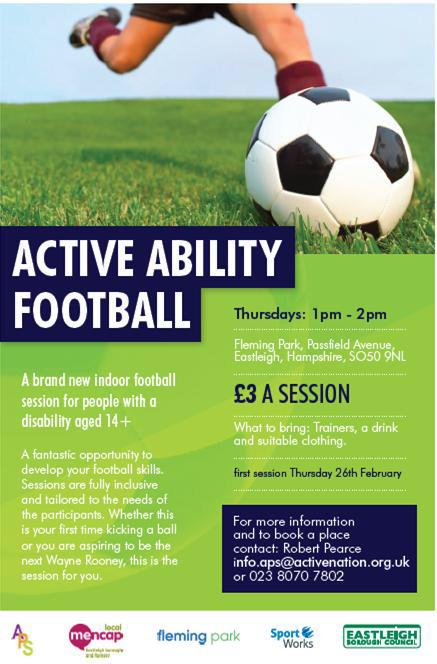 ACTIVE ABILITY
FOOTBALL
A brand new indoor football
session for people with a
disability aged 14+
A fantastic opportunity to
develop your football skills.
Sessions are fully inclusive
and tailored to the needs of
the participants. Whether this
is your first time kicking a ball
or you are aspiring to be the
next Wayne Rooney, this is the
session for you.
Thursdays: 1pm - 2pm
Fleming Park, Passfield Avenue,
Eastleigh, Hampshire, SO50 9NL
£3 A SESSION
What to bring: Trainers, a drink
and suitable clothing.
first session Thursday 26th February
For more information
and to book a place
contact: Robert Pearce
info.aps@activenation.org.uk
or 023 8070 7802
APS
local
mencap
Eastleigh borough
and Romsey
fleming park
Sport
Works
EASTLEIGH
BOROUGH COUNCIL